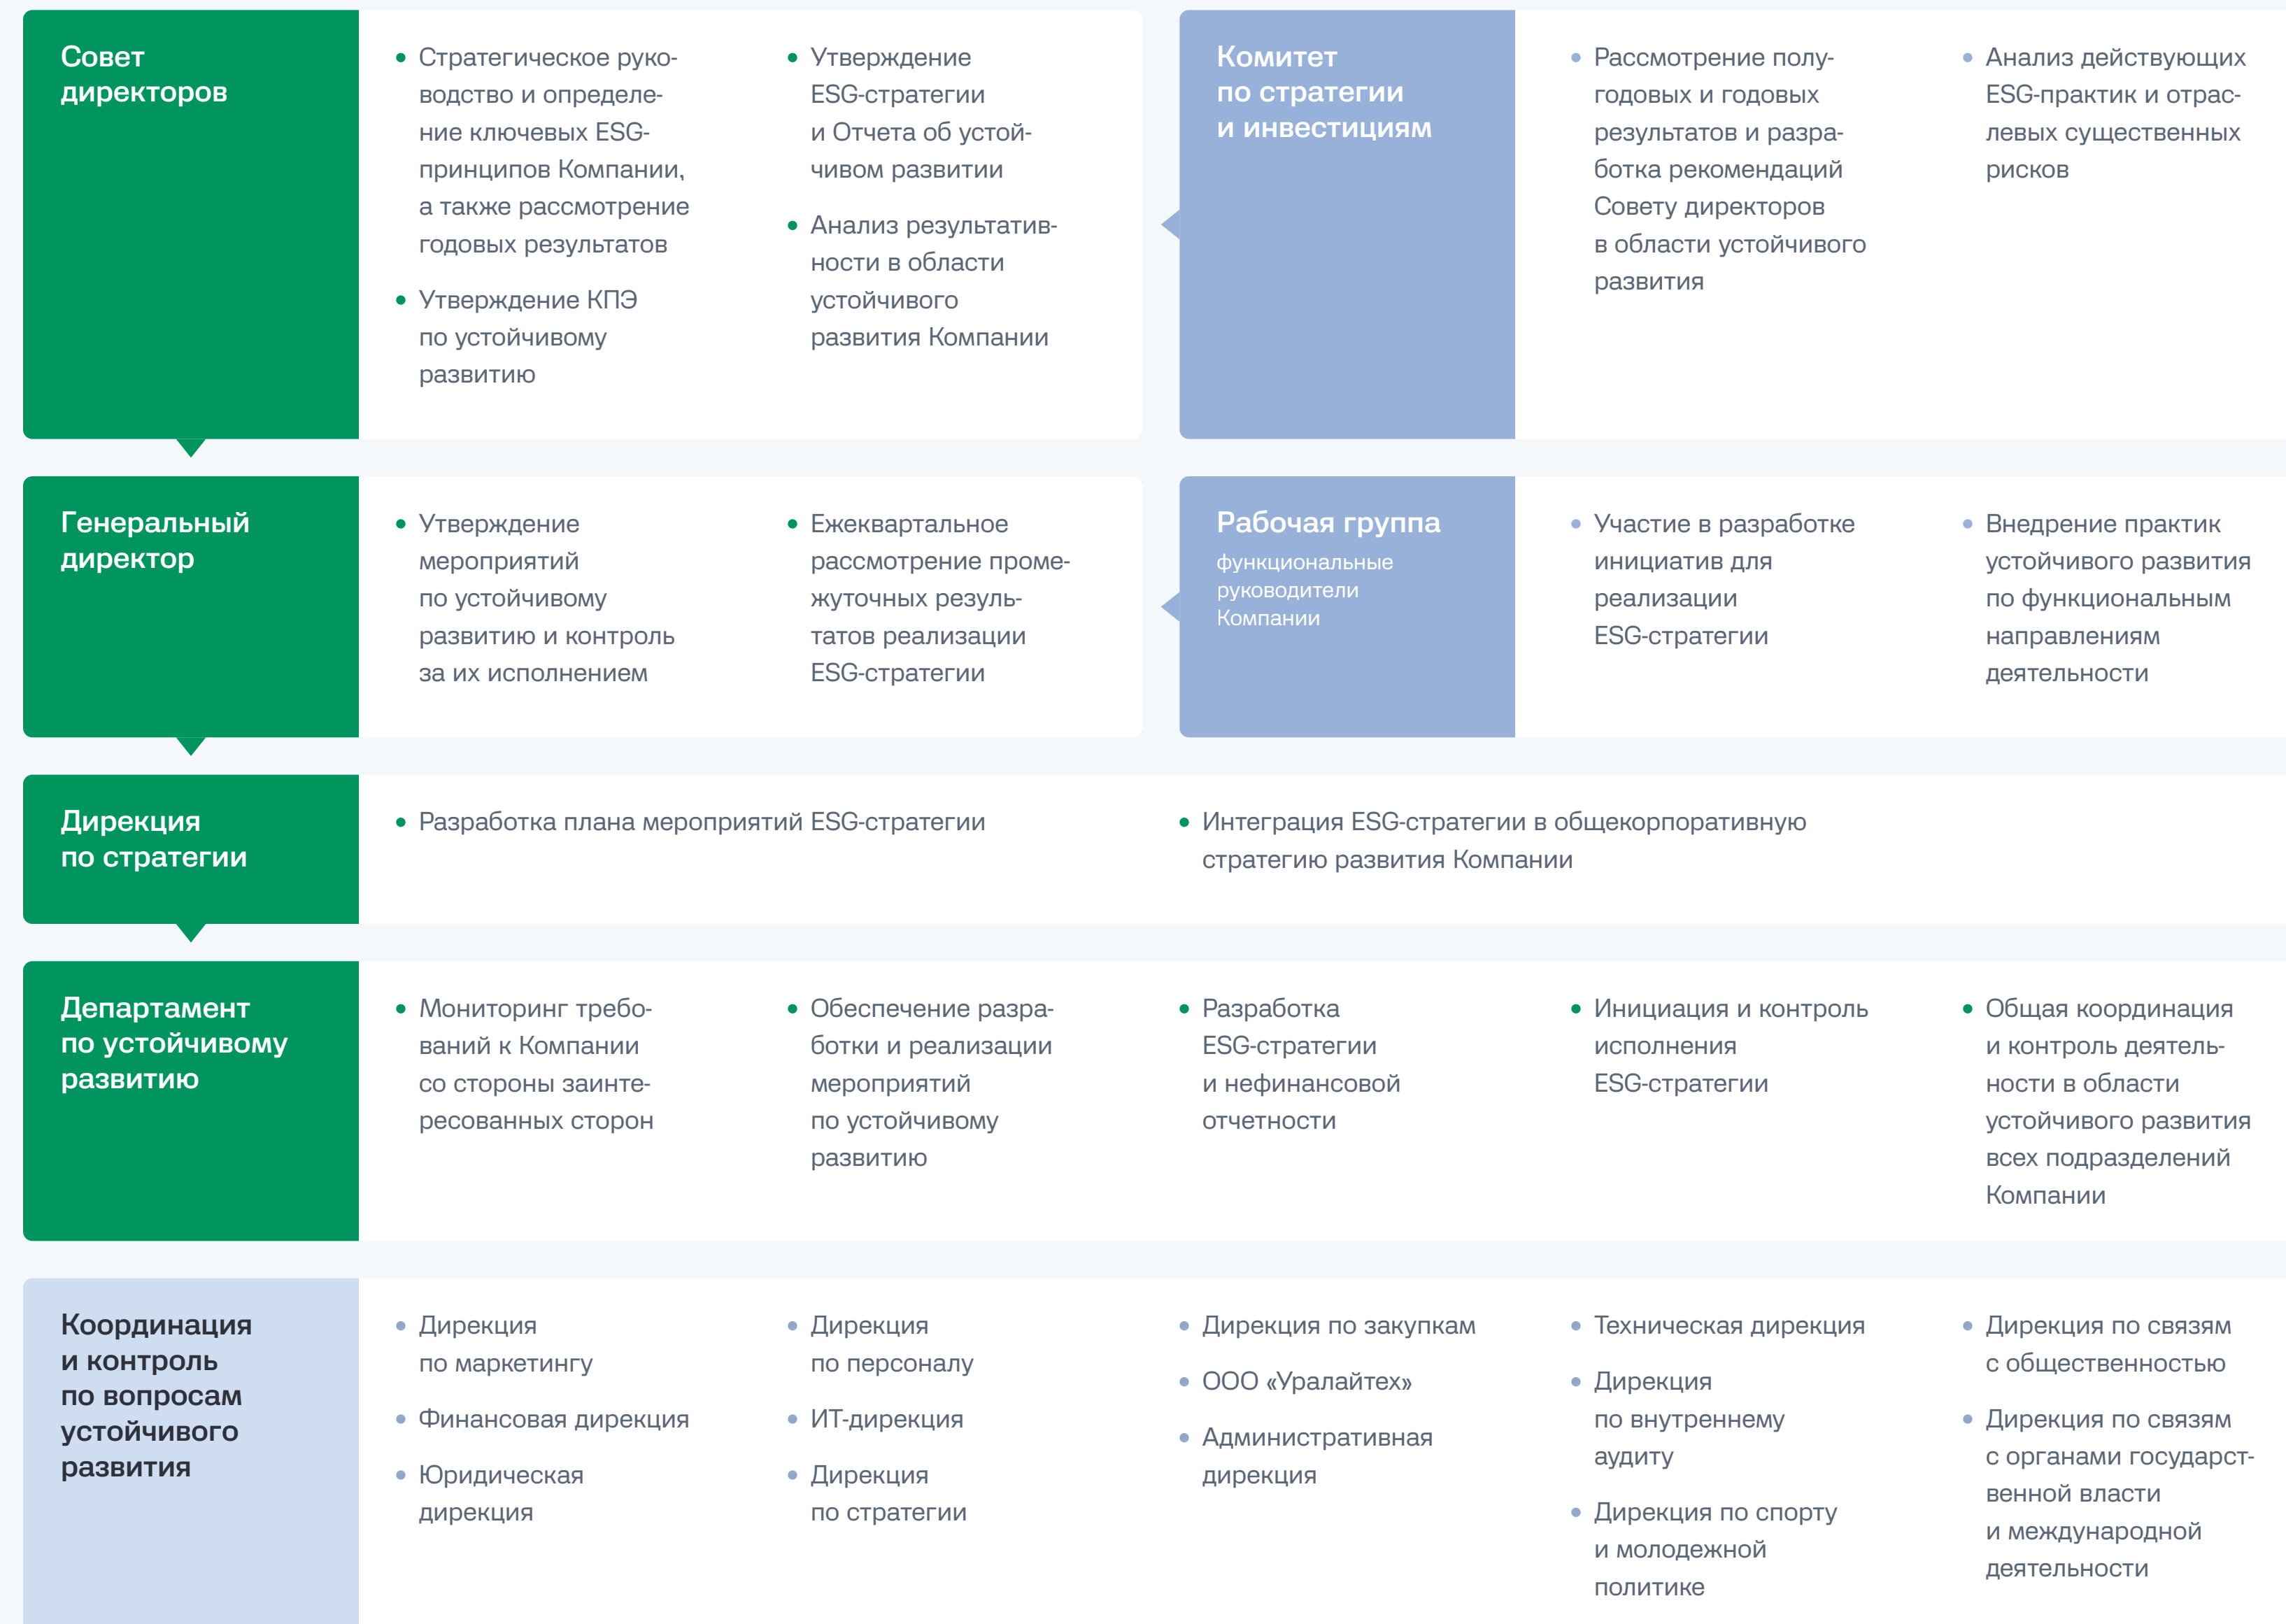 Совет
директоров
Стратегическое руко-
водство и определе-
ние ключевых ESG-
принципов Компании,
а также рассмотрение
годовых результатов
Утверждение КПЭ
по устойчивому
развитию
Утверждение
ESG-стратегии
и Отчета об устой-
чивом развитии
Анализ результатив-
ности в области
устойчивого
развития Компании
Комитет
по стратегии
и инвестициям
Рассмотрение полу-
годовых и годовых
результатов и разра-
ботка рекомендаций
Совету директоров
в области устойчивого
развития
Анализ действующих
ESG-практик и отрас-
левых существенных
рисков
Генеральный
директор
Утверждение
мероприятий
по устойчивому
развитию и контроль
за их исполнением
Ежеквартальное
рассмотрение проме-
жуточных резуль-
татов реализации
ESG-стратегии
Рабочая группа
функциональные
руководители
Компании
Участие в разработке
инициатив для
реализации
ESG-стратегии
Внедрение практик
устойчивого развития
по функциональным
направлениям
деятельности
Дирекция
по стратегии
Разработка плана мероприятий ESG-стратегии
Интеграция ESG-стратегии в общекорпоративную
стратегию развития Компании
Департамент
по устойчивому
развитию
Мониторинг требо-
ваний к Компании
со стороны заинте-
ресованных сторон
Обеспечение разра-
ботки и реализации
мероприятий
по устойчивому
развитию
Разработка
ESG-стратегии
и нефинансовой
отчетности
Инициация и контроль
исполнения
ESG-стратегии
Общая координация
и контроль деятель-
ности в области
устойчивого развития
всех подразделений
Компании
Координация
и контроль
по вопросам
устойчивого
развития
Дирекция
по маркетингу
Финансовая дирекция
Юридическая
дирекция
Дирекция
по персоналу
ИТ-дирекция
Дирекция
по стратегии
Дирекция по закупкам
ООО «Уралайтех»
Административная
дирекция
Техническая дирекция
Дирекция
по внутреннему
аудиту
Дирекция по спорту
и молодежной
политике
Дирекция по связям
с общественностью
Дирекция по связям
с органами государст-
венной власти
и международной
деятельности